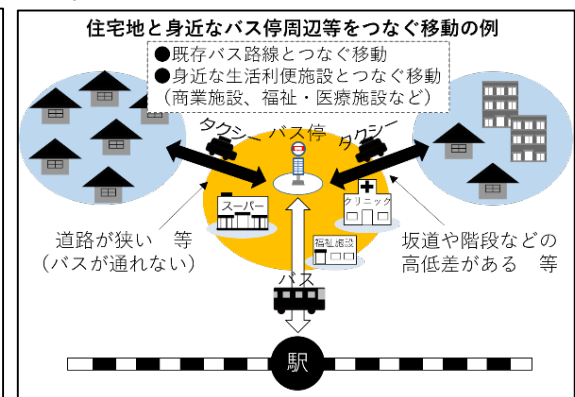 住宅地と身近なバス停周辺等をつなぐ移動の例
●既存バス路線とつなぐ移動
●身近な生活利便施設とつなぐ移動
（商業施設、福祉・医療施設など）
タクシー
バス停
タクシー
スーパー
クリニック
福祉施設
道路が狭い　等
（バスが通れない）
坂道や階段などの
高低差がある　等
バス
駅